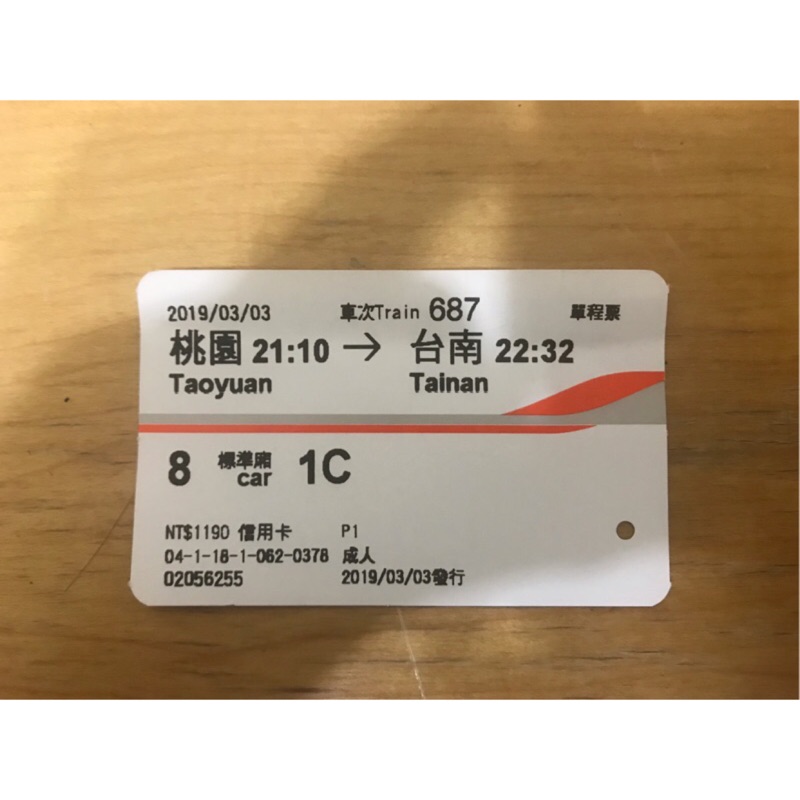 2019/03/03 車次Train 687 單程票
桃園 21:10 → 台南 22:32
Taoyuan Tainan
8 標準廂 car 1C
NT$1190 信用卡 P1
04-1-18-1-062-0378 成人
02056255 2019/03/03發行